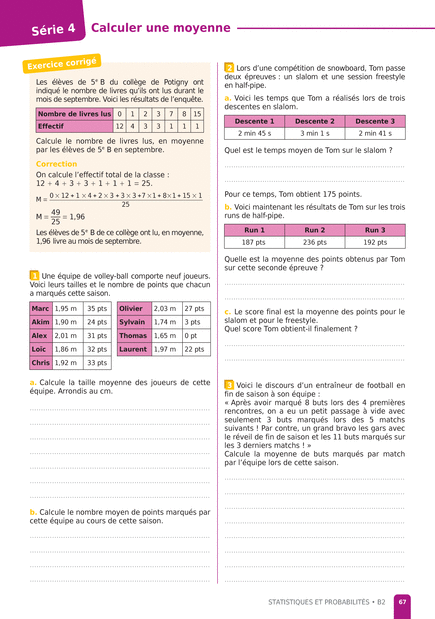 Série 4
Calculer une moyenne
Exercice corrigé
Les élèves de 5e B du collège de Potigny ont
indiqué le nombre de livres qu'ils ont lus durant le
mois de septembre. Voici les résultats de l'enquête.
Nombre de livres lus 0 1 2 3 7 8 15
Effectif 12 4 3 3 1 1 1
Calcule le nombre de livres lus, en moyenne
par les élèves de 5e B en septembre.
Correction
On calcule l'effectif total de la classe :
12 + 4 + 3 + 3 + 1 + 1 + 1 = 25.
M = 0 × 12 + 1 × 4 + 2 × 3 + 3 × 3 + 7 × 1 + 8 × 1 + 15 × 1
25
M = 49
25 = 1,96
Les élèves de 5e B de ce collège ont lu, en moyenne,
1,96 livre au mois de septembre.
1 Une équipe de volley-ball comporte neuf joueurs.
Voici leurs tailles et le nombre de points que chacun
a marqués cette saison.
Marc 1,95 m 35 pts Olivier 2,03 m 27 pts
Akim 1,90 m 24 pts Sylvain 1,74 m 3 pts
Alex 2,01 m 31 pts Thomas 1,65 m 0 pt
Loïc 1,86 m 32 pts Laurent 1,97 m 22 pts
Chris 1,92 m 33 pts
a. Calcule la taille moyenne des joueurs de cette
équipe. Arrondis au cm.
b. Calcule le nombre moyen de points marqués par
cette équipe au cours de cette saison.
2 Lors d'une compétition de snowboard, Tom passe
deux épreuves : un slalom et une session freestyle
en half-pipe.
a. Voici les temps que Tom a réalisés lors de trois
descentes en slalom.
Descente 1 Descente 2 Descente 3
2 min 45 s 3 min 1 s 2 min 41 s
Quel est le temps moyen de Tom sur le slalom ?
Pour ce temps, Tom obtient 175 points.
b. Voici maintenant les résultats de Tom sur les trois
runs de half-pipe.
Run 1 Run 2 Run 3
187 pts 236 pts 192 pts
Quelle est la moyenne des points obtenus par Tom
sur cette seconde épreuve ?
c. Le score final est la moyenne des points pour le
slalom et pour le freestyle.
Quel score Tom obtient-il finalement ?
3 Voici le discours d'un entraîneur de football en
fin de saison à son équipe :
« Après avoir marqué 8 buts lors des 4 premières
rencontres, on a eu un petit passage à vide avec
seulement 3 buts marqués lors des 5 matchs
suivants ! Par contre, un grand bravo les gars avec
le réveil de fin de saison et les 11 buts marqués sur
les 3 derniers matchs ! »
Calcule la moyenne de buts marqués par match
par l'équipe lors de cette saison.
STATISTIQUES ET PROBABILITÉS • B2 67